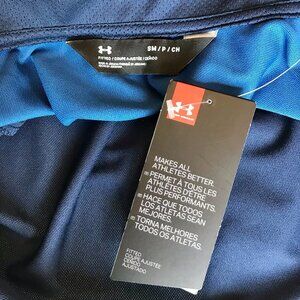 SM/P/CH
FITTED / COUPE AJUSTÉE / CEÑIDO
MAKES ALL
ATHLETES BETTER.
PERMET À TOUS LES
ATHLÈTES D'ÊTRE
PLUS PERFORMANTS.
HACE QUE TODOS
LOS ATLETAS SEAN
MEJORES.
TORNA MELHORES
TODOS OS ATLETAS.
FITTED
COUPE AJUSTÉE
CEÑIDO
AJUSTADO